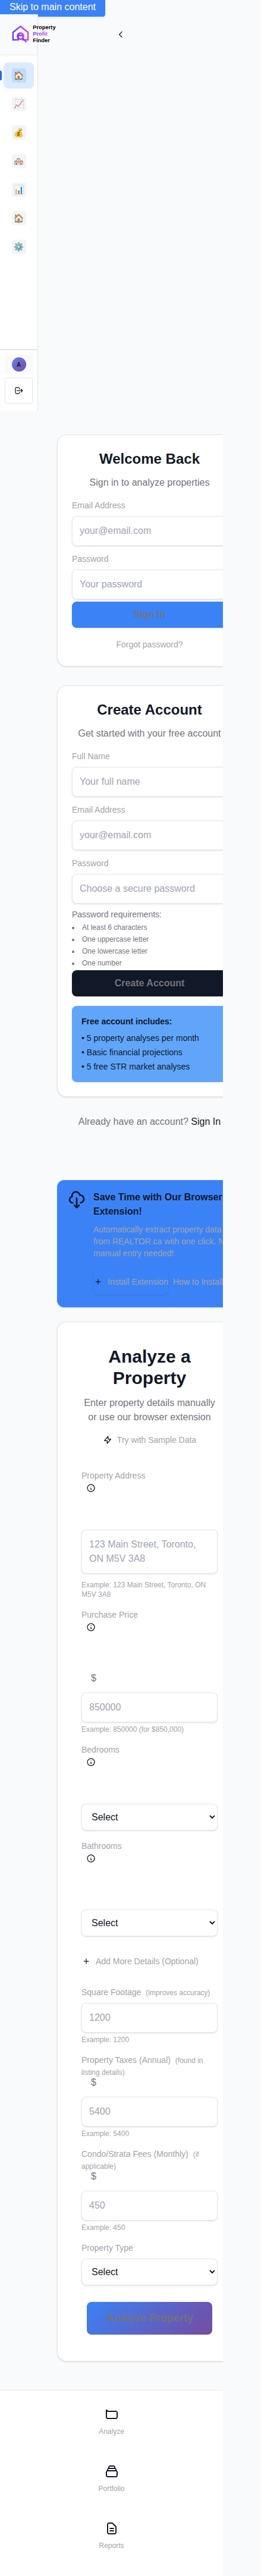 Skip to main content
Property
Profit
Finder
A
Welcome Back
Sign in to analyze properties
Email Address
your@email.com
Password
Your password
Sign In
Forgot password?
Create Account
Get started with your free account
Full Name
Your full name
Email Address
your@email.com
Password
Choose a secure password
Password requirements:
• At least 6 characters
• One uppercase letter
• One lowercase letter
• One number
Create Account
Free account includes:
• 5 property analyses per month
• Basic financial projections
• 5 free STR market analyses
Already have an account? Sign In
Save Time with Our Browser
Extension!
Automatically extract property data
from REALTOR.ca with one click.
manual entry needed!
Install Extension How to Install
Analyze a
Property
Enter property details manually
or use our browser extension
Try with Sample Data
Property Address
123 Main Street, Toronto,
ON M5V 3A8
Example: 123 Main Street, Toronto, ON
M5V 3A8
Purchase Price
$
850000
Example: 850000 (for $850,000)
Bedrooms
Select
Bathrooms
Select
+ Add More Details (Optional)
Square Footage (improves accuracy)
1200
Example: 1200
Property Taxes (Annual) (found in
listing details)
$
5400
Example: 5400
Condo/Strata Fees (Monthly) (if
applicable)
$
450
Example: 450
Property Type
Select
Analyze Property
Analyze
Portfolio
Reports